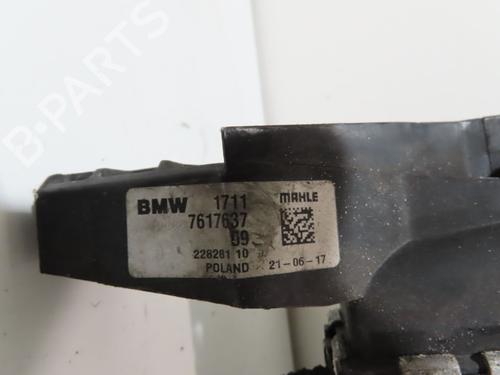 B-PARTS
BMW 1711 MAHLE
7617637
09
228281 10
POLAND 21-06-17